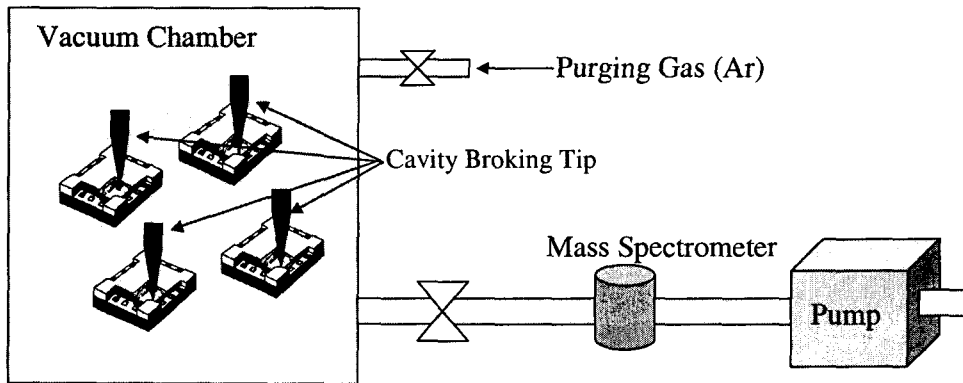 Vacuum Chamber
Purging Gas (Ar)
Cavity Broking Tip
Mass Spectrometer
Pump